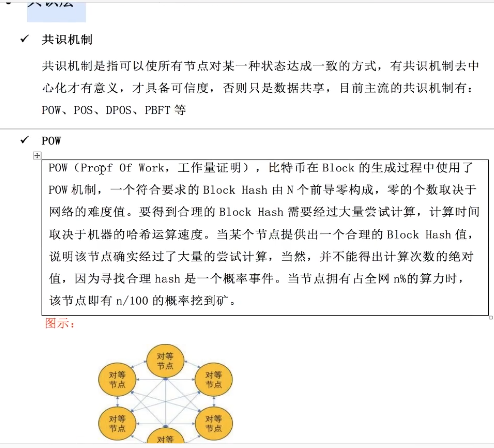 共识层
✓ 共识机制
共识机制是指可以使所有节点对某一种状态达成一致的方式，有共识机制去中
心化才有意义，才具备可信度，否则只是数据共享，目前主流的共识机制有：
POW、POS、DPOS、PBFT 等
✓ POW
POW（Proof Of Work，工作量证明），比特币在 Block 的生成过程中使用了
POW 机制，一个符合要求的 Block Hash 由 N 个前导零构成，零的个数取决于
网络的难度值。要得到合理的 Block Hash 需要经过大量尝试计算，计算时间
取决于机器的哈希运算速度。当某个节点提供出一个合理的 Block Hash 值，
说明该节点确实经过了大量的尝试计算，当然，并不能得出计算次数的绝对
值，因为寻找合理 hash 是一个概率事件。当节点拥有占全网 n%的算力时，
该节点即有 n/100 的概率挖到矿。
图示：
对等
节点
对等
节点
对等
节点
对等
节点
对等
节点
对等